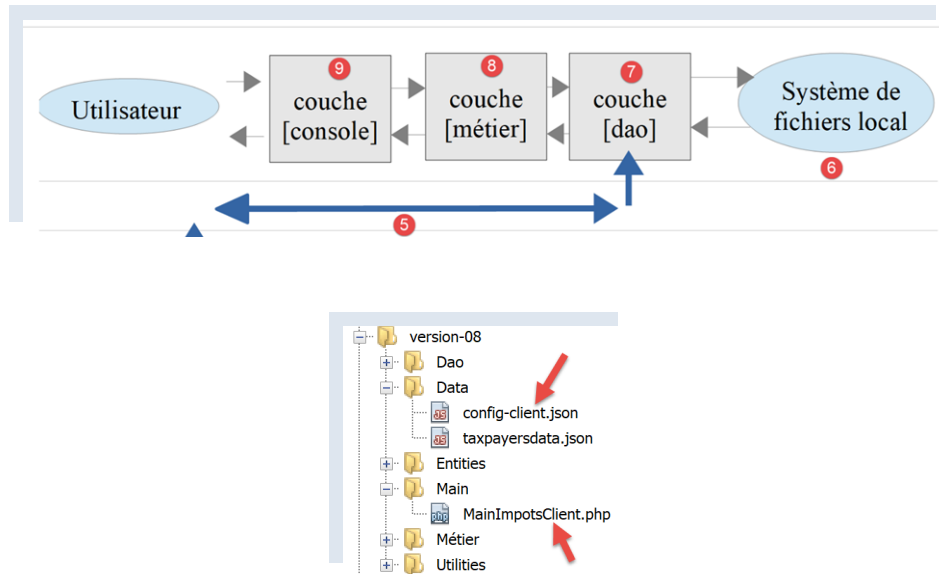 9
8
7
Utilisateur
couche
[console]
couche
[métier]
couche
[dao]
Système de
fichiers local
6
5
version-08
Dao
Data
config-client.json
taxpayersdata.json
Entities
Main
MainImpotsClient.php
Métier
Utilities